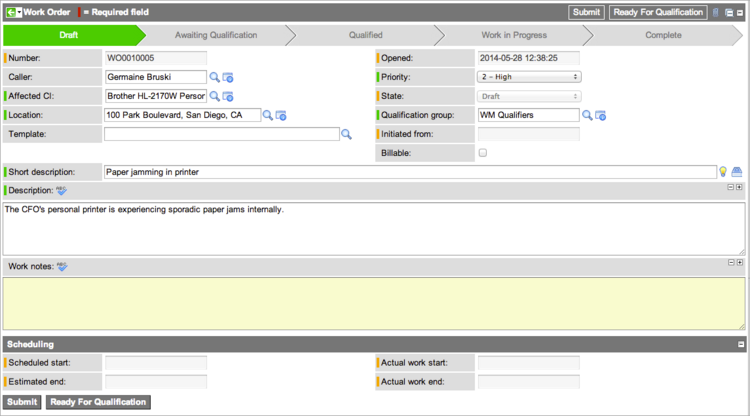 Work Order = Required field Submit Ready For Qualification
Draft Awaiting Qualification Qualified Work in Progress Complete
Number: WO0010005 Opened: 2014-05-28 12:38:25
Caller: Germaine Bruski Priority: 2 - High
Affected CI: Brother HL-2170W Person State: Draft
Location: 100 Park Boulevard, San Diego, CA Qualification group: WM Qualifiers
Template: Initiated from:
Billable:
Short description: Paper jamming in printer
Description: ABC
The CFO's personal printer is experiencing sporadic paper jams internally.
Work notes: ABC
Scheduling
Scheduled start: Actual work start:
Estimated end: Actual work end:
Submit Ready For Qualification